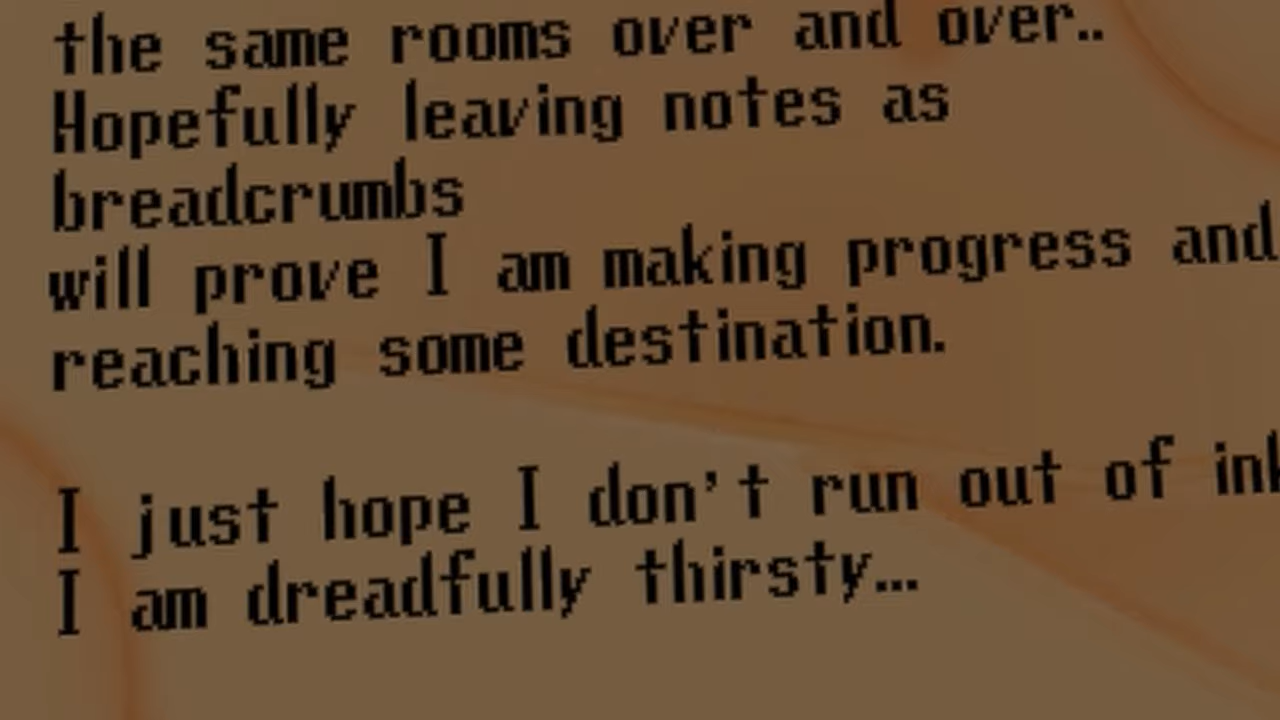 the same rooms over and over..
Hopefully leaving notes as
breadcrumbs
will prove I am making progress and
reaching some destination.
I just hope I don't run out of
I am dreadfully thirsty...